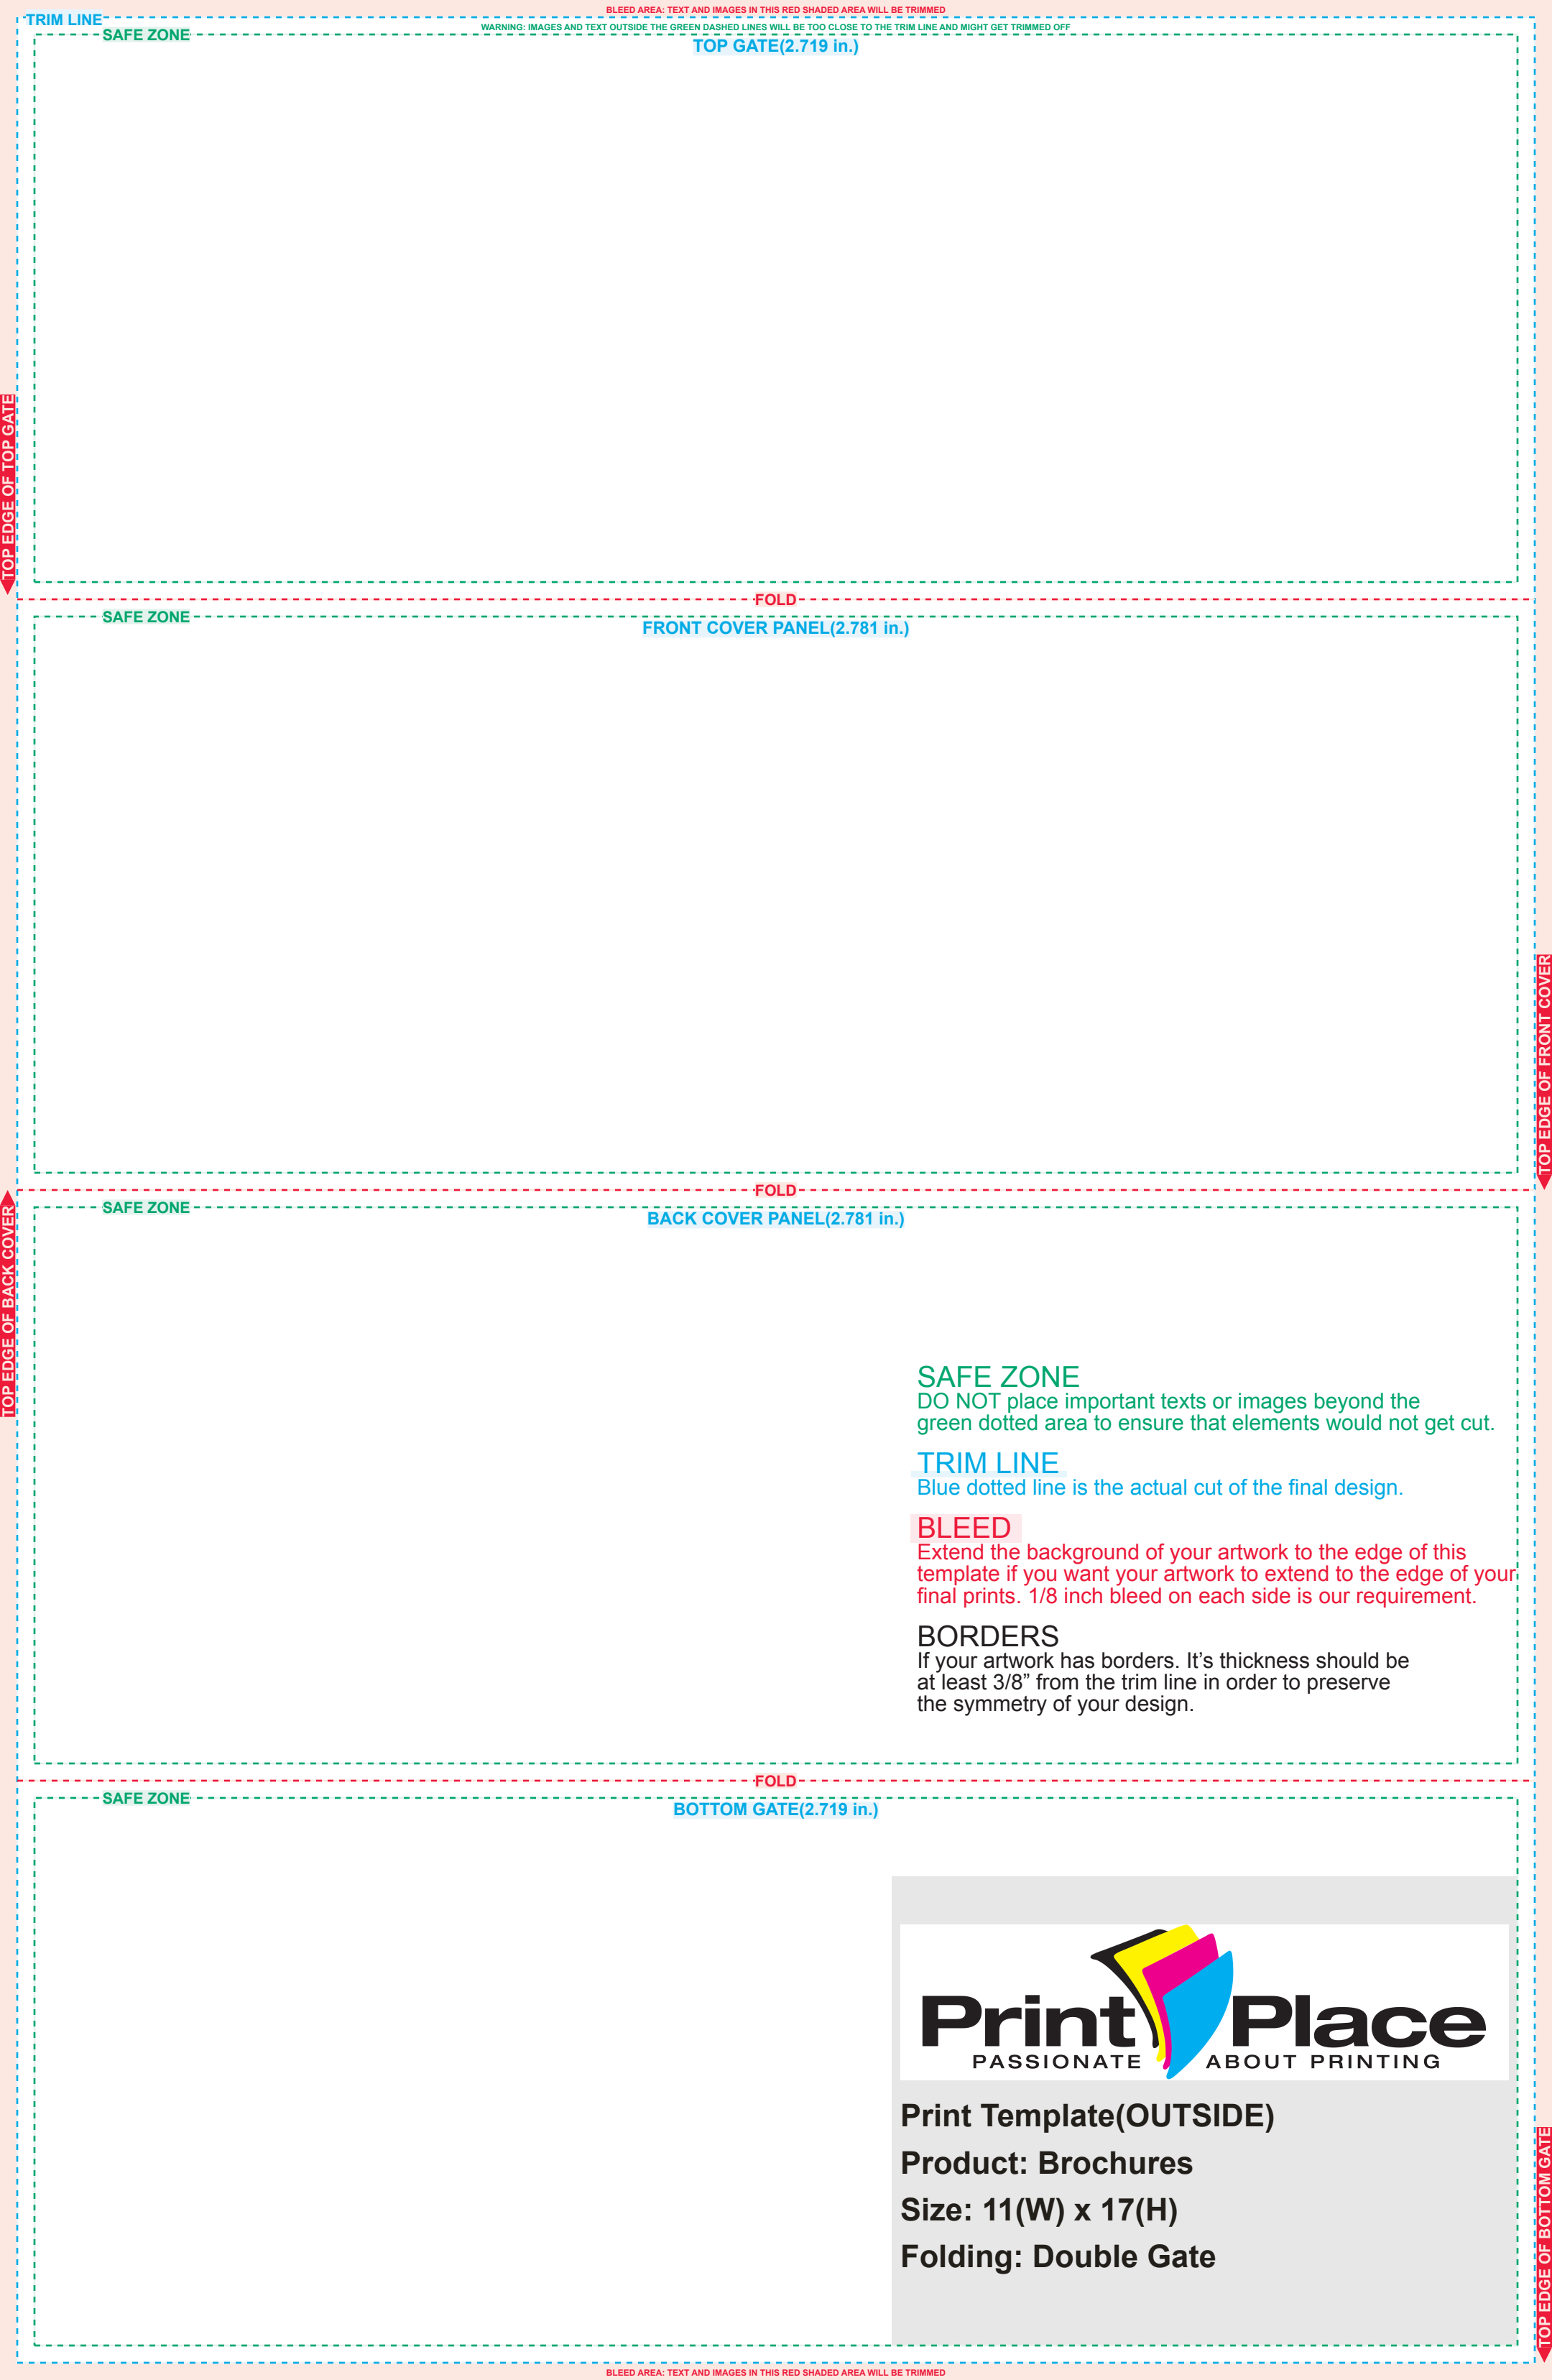 BLEED AREA: TEXT AND IMAGES IN THIS RED SHADED AREA WILL BE TRIMMED
TRIM LINE
WARNING: IMAGES AND TEXT OUTSIDE THE GREEN DASHED LINES WILL BE TOO CLOSE TO THE TRIM LINE AND MIGHT GET TRIMMED OFF
SAFE ZONE
TOP GATE(2.719 in.)
TOP EDGE OF TOP GATE
FOLD
SAFE ZONE
FRONT COVER PANEL(2.781 in.)
TOP EDGE OF FRONT COVER
FOLD
SAFE ZONE
BACK COVER PANEL(2.781 in.)
TOP EDGE OF BACK COVER
SAFE ZONE
DO NOT place important texts or images beyond the
green dotted area to ensure that elements would not get cut.
TRIM LINE
Blue dotted line is the actual cut of the final design.
BLEED
Extend the background of your artwork to the edge of this
template if you want your artwork to extend to the edge of your
final prints. 1/8 inch bleed on each side is our requirement.
BORDERS
If your artwork has borders. It’s thickness should be
at least 3/8” from the trim line in order to preserve
the symmetry of your design.
FOLD
SAFE ZONE
BOTTOM GATE(2.719 in.)
Print Place
PASSIONATE ABOUT PRINTING
Print Template(OUTSIDE)
Product: Brochures
Size: 11(W) x 17(H)
Folding: Double Gate
TOP EDGE OF BOTTOM GATE
BLEED AREA: TEXT AND IMAGES IN THIS RED SHADED AREA WILL BE TRIMMED